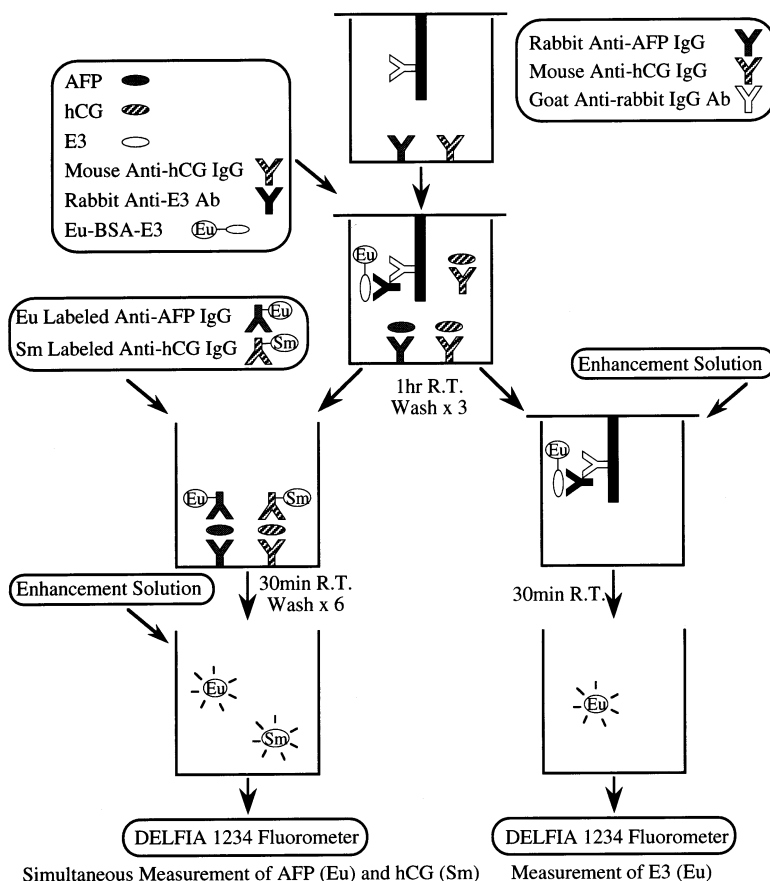 Rabbit Anti-AFP IgG
Mouse Anti-hCG IgG
Goat Anti-rabbit IgG Ab
AFP
hCG
E3
Mouse Anti-hCG IgG
Rabbit Anti-E3 Ab
Eu-BSA-E3
Eu
Eu
Eu Labeled Anti-AFP IgG
Eu
Sm Labeled Anti-hCG IgG
Sm
1hr R.T.
Wash x 3
Enhancement Solution
Eu
Sm
Eu
30min R.T.
Wash x 6
Enhancement Solution
30min R.T.
Eu
Sm
Eu
DELFIA 1234 Fluorometer
DELFIA 1234 Fluorometer
Simultaneous Measurement of AFP (Eu) and hCG (Sm)
Measurement of E3 (Eu)